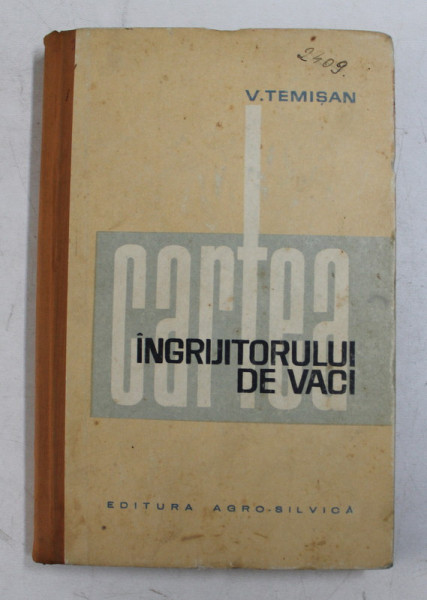 2409.
V. TEMIȘAN
cartea
ÎNGRIJITORULUI
DE VACI
EDITURA AGRO-SILVICĂ